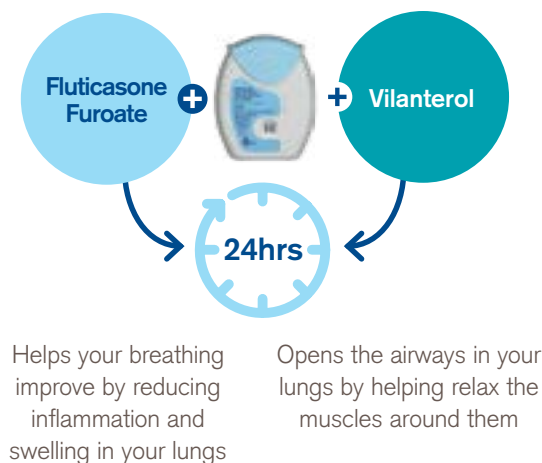 Fluticasone
Furoate
+
+
Vilanterol
24hrs
Helps your breathing
improve by reducing
inflammation and
swelling in your lungs
Opens the airways in your
lungs by helping relax the
muscles around them